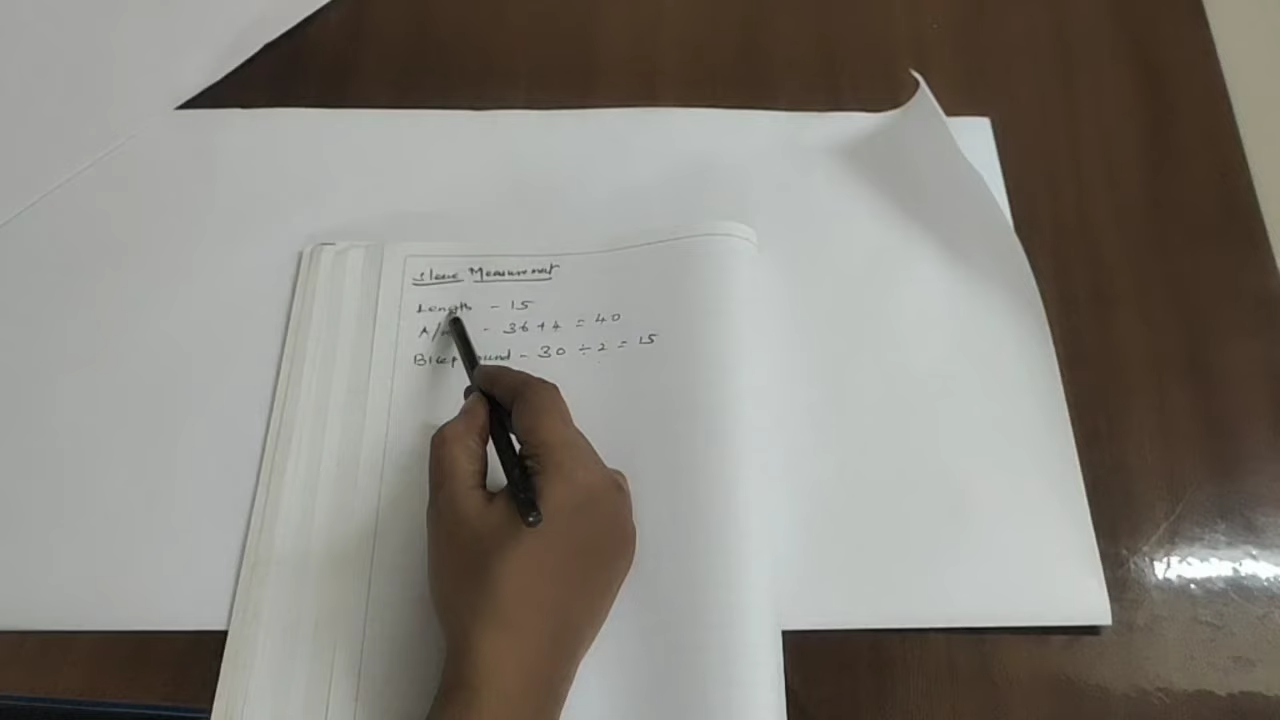 Sleeve Measurement
Length - 15
- 36 + 4 = 40
- 30 ÷ 2 = 15